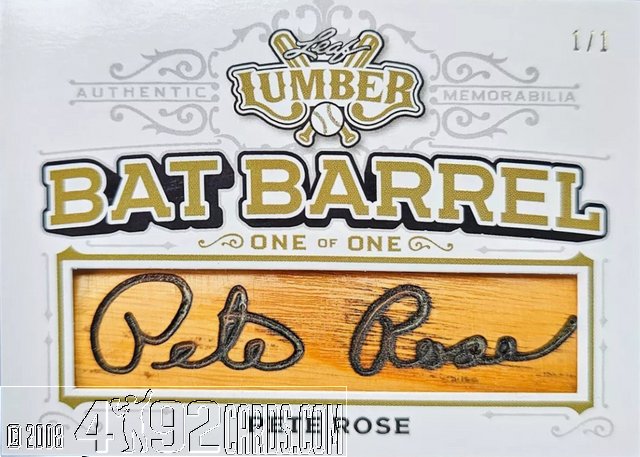 1/1
Leaf
LUMBER
AUTHENTIC MEMORABILIA
BAT BARREL
ONE OF ONE
Pete Rose
PETE ROSE
© 2008 4192CARDS.COM